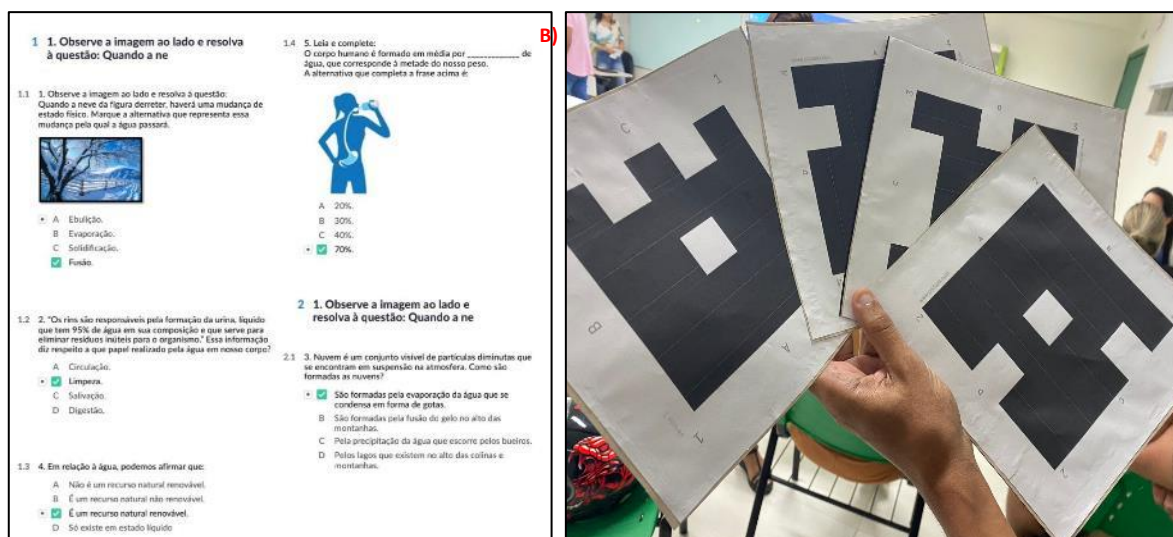 1 1. Observe a imagem ao lado e resolva
à questão: Quando a ne
1.1 1. Observe a imagem ao lado e resolva à questão:
Quando a neve da figura derreter, haverá uma mudança de
estado físico. Marque a alternativa que representa essa
mudança pela qual a água passará.
A Ebulição.
B Evaporação.
C Solidificação.
Fusão.
1.2 2. "Os rins são responsáveis pela formação da urina, líquido
que tem 95% de água em sua composição e que serve para
eliminar resíduos inúteis para o organismo." Essa informação
diz respeito a que papel realizado pela água em nosso corpo?
A Circulação.
Limpeza.
C Salivação.
D Digestão.
1.3 4. Em relação à água, podemos afirmar que:
A Não é um recurso natural renovável.
B É um recurso natural não renovável.
É um recurso natural renovável.
D Só existe em estado líquido
1.4 5. Leia e complete:
O corpo humano é formado em média por ____________ de
água, que corresponde à metade do nosso peso.
A alternativa que completa a frase acima é:
A 20%.
B 30%.
C 40%.
70%.
2 1. Observe a imagem ao lado e
resolva à questão: Quando a ne
2.1 3. Nuvem é um conjunto visível de partículas diminutas que
se encontram em suspensão na atmosfera. Como são
formadas as nuvens?
São formadas pela evaporação da água que se
condensa em forma de gotas.
B São formadas pela fusão do gelo no alto das
montanhas.
C Pela precipitação da água que escorre pelos bueiros.
D Pelos lagos que existem no alto das colinas e
montanhas.
B)
1
C
B
A
1